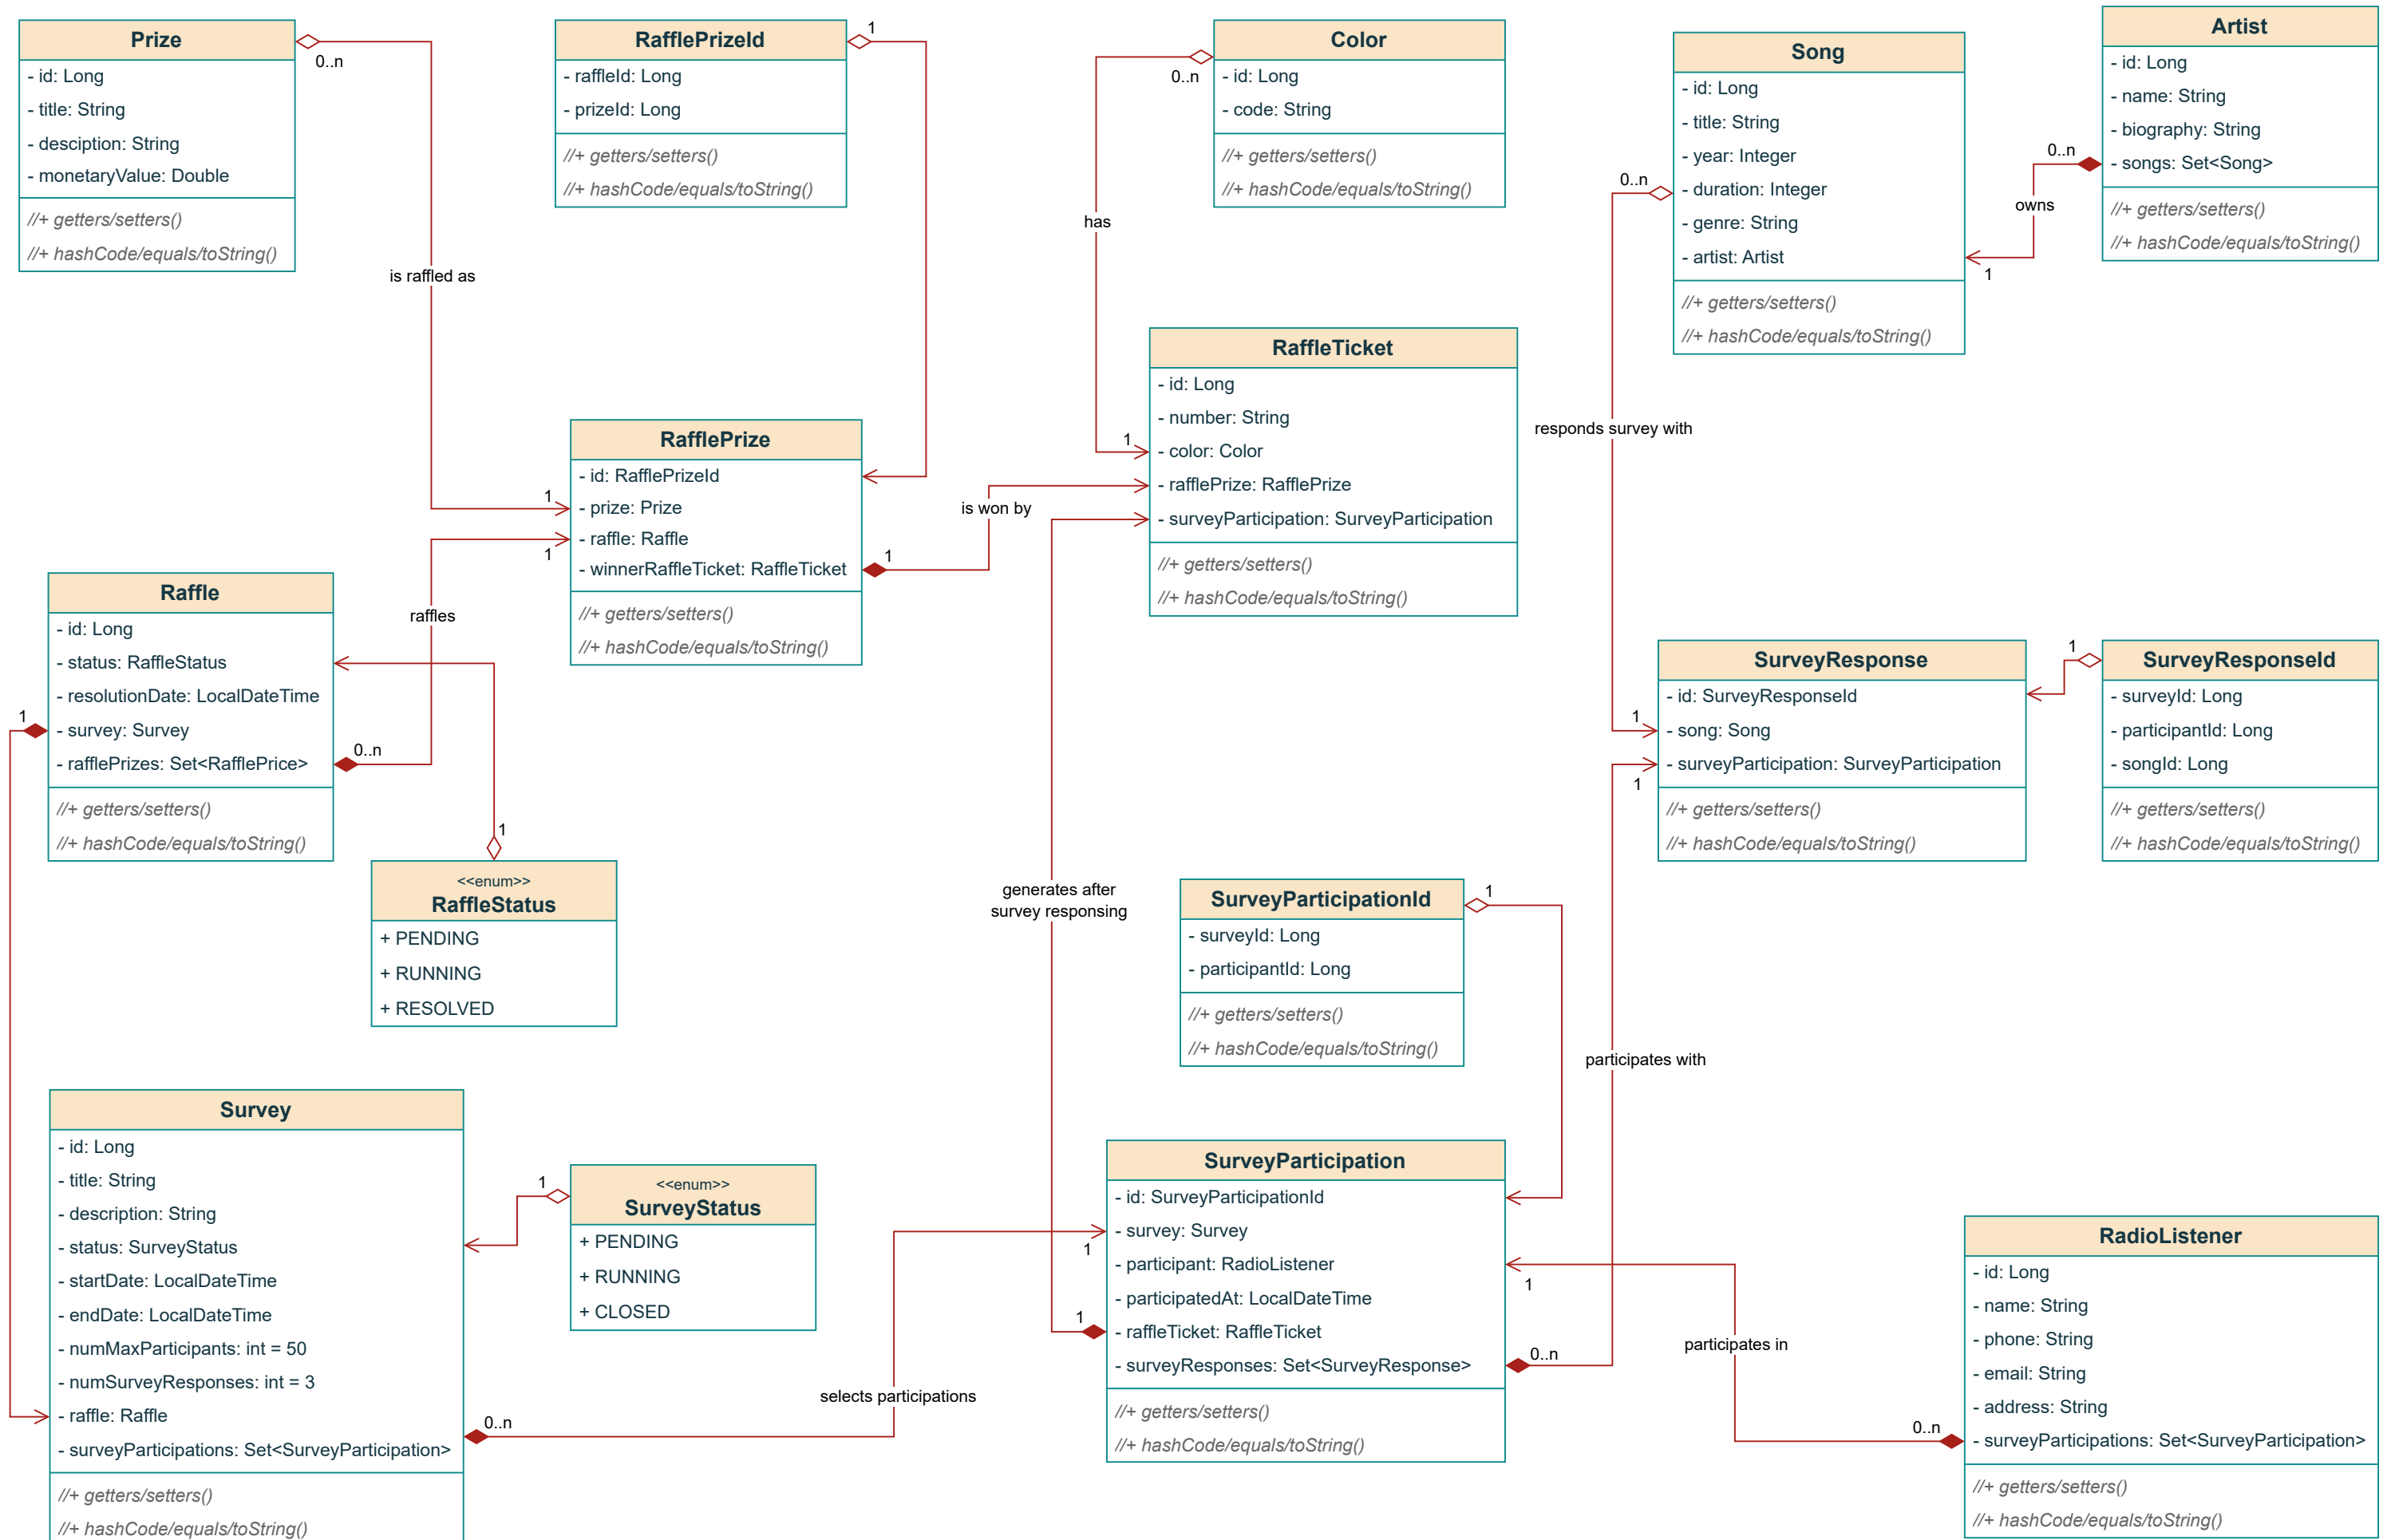 Prize
- id: Long
- title: String
- desciption: String
- monetaryValue: Double
//+ getters/setters()
//+ hashCode/equals/toString()
0..n
is raffled as
1
RafflePrizeId
- raffleId: Long
- prizeId: Long
//+ getters/setters()
//+ hashCode/equals/toString()
1
Color
- id: Long
- code: String
//+ getters/setters()
//+ hashCode/equals/toString()
0..n
has
1
Song
- id: Long
- title: String
- year: Integer
- duration: Integer
- genre: String
- artist: Artist
//+ getters/setters()
//+ hashCode/equals/toString()
0..n
responds survey with
1
Artist
- id: Long
- name: String
- biography: String
- songs: Set<Song>
//+ getters/setters()
//+ hashCode/equals/toString()
0..n
owns
1
RafflePrize
- id: RafflePrizeId
- prize: Prize
- raffle: Raffle
- winnerRaffleTicket: RaffleTicket
//+ getters/setters()
//+ hashCode/equals/toString()
1
is won by
RaffleTicket
- id: Long
- number: String
- color: Color
- rafflePrize: RafflePrize
- surveyParticipation: SurveyParticipation
//+ getters/setters()
//+ hashCode/equals/toString()
Raffle
- id: Long
- status: RaffleStatus
- resolutionDate: LocalDateTime
- survey: Survey
- rafflePrizes: Set<RafflePrice>
//+ getters/setters()
//+ hashCode/equals/toString()
1
0..n
raffles
1
<<enum>>
RaffleStatus
+ PENDING
+ RUNNING
+ RESOLVED
1
SurveyResponse
- id: SurveyResponseId
- song: Song
- surveyParticipation: SurveyParticipation
//+ getters/setters()
//+ hashCode/equals/toString()
1
SurveyResponseId
- surveyId: Long
- participantId: Long
- songId: Long
//+ getters/setters()
//+ hashCode/equals/toString()
1
generates after
survey responsing
SurveyParticipationId
- surveyId: Long
- participantId: Long
//+ getters/setters()
//+ hashCode/equals/toString()
1
participates with
Survey
- id: Long
- title: String
- description: String
- status: SurveyStatus
- startDate: LocalDateTime
- endDate: LocalDateTime
- numMaxParticipants: int = 50
- numSurveyResponses: int = 3
- raffle: Raffle
- surveyParticipations: Set<SurveyParticipation>
//+ getters/setters()
//+ hashCode/equals/toString()
1
<<enum>>
SurveyStatus
+ PENDING
+ RUNNING
+ CLOSED
0..n
selects participations
1
SurveyParticipation
- id: SurveyParticipationId
- survey: Survey
- participant: RadioListener
- participatedAt: LocalDateTime
- raffleTicket: RaffleTicket
- surveyResponses: Set<SurveyResponse>
//+ getters/setters()
//+ hashCode/equals/toString()
1
0..n
1
participates in
0..n
RadioListener
- id: Long
- name: String
- phone: String
- email: String
- address: String
- surveyParticipations: Set<SurveyParticipation>
//+ getters/setters()
//+ hashCode/equals/toString()